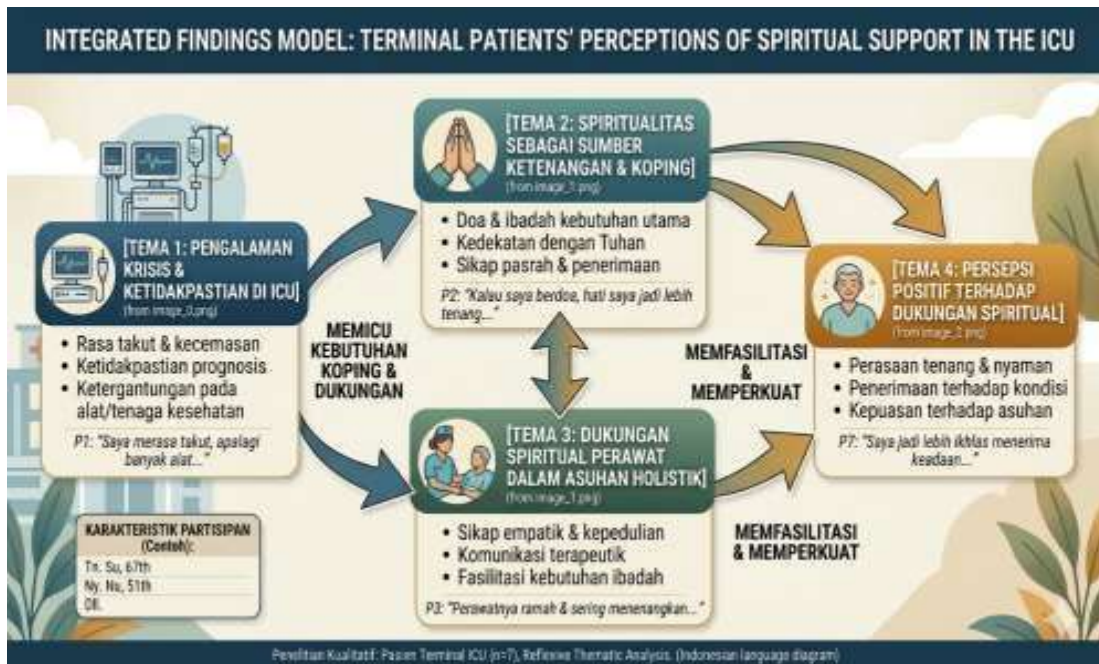 INTEGRATED FINDINGS MODEL: TERMINAL PATIENTS' PERCEPTIONS OF SPIRITUAL SUPPORT IN THE ICU
[TEMA 1: PENGALAMAN
KRISIS &
KETIDAKPASTIAN DI ICU]
(from image_0.png)
• Rasa takut & kecemasan
• Ketidakpastian prognosis
• Ketergantungan pada
alat/tenaga kesehatan
P1: "Saya merasa takut, apalagi
banyak alat..."
MEMICU
KEBUTUHAN
KOPING &
DUKUNGAN
[TEMA 2: SPIRITUALITAS
SEBAGAI SUMBER
KETENANGAN & KOPING]
(from image_1.png)
• Doa & ibadah kebutuhan utama
• Kedekatan dengan Tuhan
• Sikap pasrah & penerimaan
P2: "Kalau saya berdoa, hati saya jadi lebih
tenang..."
[TEMA 3: DUKUNGAN
SPIRITUAL PERAWAT
DALAM ASUHAN HOLISTIK]
(from image_1.png)
• Sikap empatik & kepedulian
• Komunikasi terapeutik
• Fasilitasi kebutuhan ibadah
P3: "Perawatnya ramah & sering menenangkan..."
MEMFASILITASI
&
MEMPERKUAT
MEMFASILITASI
& MEMPERKUAT
[TEMA 4: PERSEPSI
POSITIF TERHADAP
DUKUNGAN SPIRITUAL]
(from image_2.png)
• Perasaan tenang & nyaman
• Penerimaan terhadap kondisi
• Kepuasan terhadap asuhan
P7: "Saya jadi lebih ikhlas menerima
keadaan..."
KARAKTERISTIK PARTISIPAN
(Contoh):
Tn. Su, 67th
Ny. Nu, 51th
Dll.
Penelitian Kualitatif: Pasien Terminal ICU (n=7), Reflexive Thematic Analysis. (Indonesian language diagram)